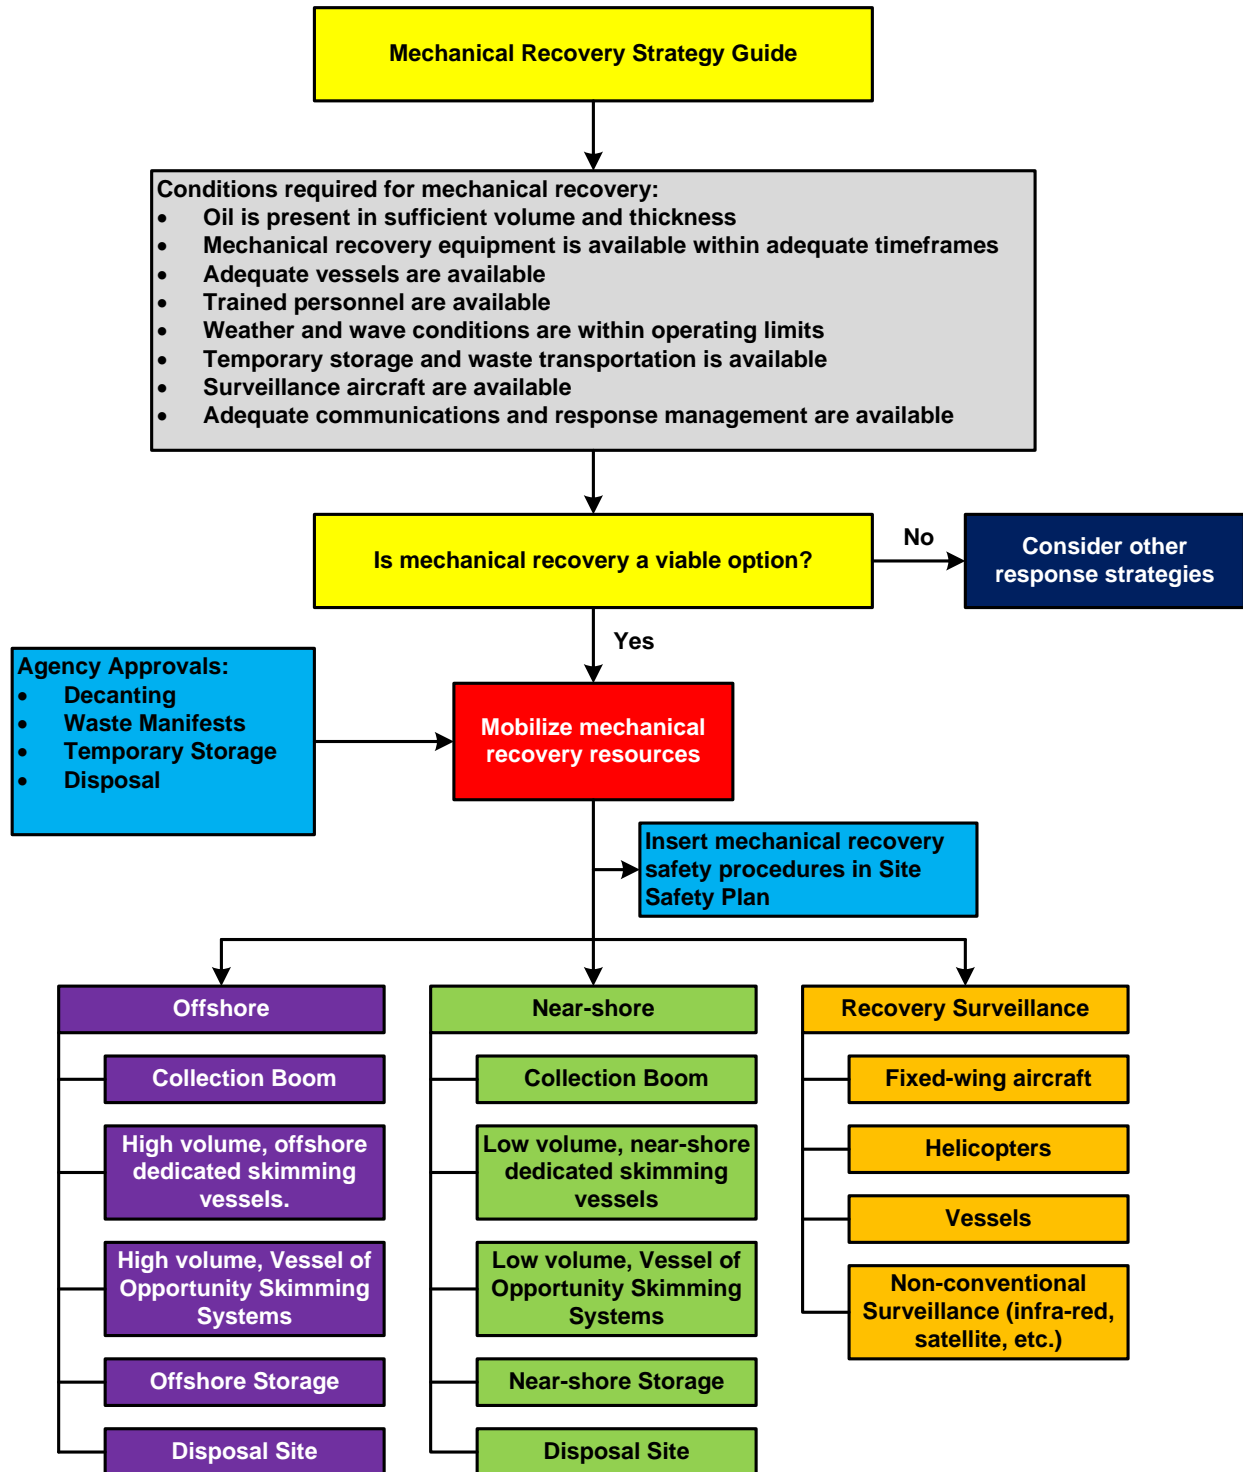 Mechanical Recovery Strategy Guide
Conditions required for mechanical recovery:
• Oil is present in sufficient volume and thickness
• Mechanical recovery equipment is available within adequate timeframes
• Adequate vessels are available
• Trained personnel are available
• Weather and wave conditions are within operating limits
• Temporary storage and waste transportation is available
• Surveillance aircraft are available
• Adequate communications and response management are available
Is mechanical recovery a viable option?
No
Consider other
response strategies
Yes
Agency Approvals:
• Decanting
• Waste Manifests
• Temporary Storage
• Disposal
Mobilize mechanical
recovery resources
Insert mechanical recovery
safety procedures in Site
Safety Plan
Offshore
Collection Boom
High volume, offshore
dedicated skimming
vessels.
High volume, Vessel of
Opportunity Skimming
Systems
Offshore Storage
Disposal Site
Near-shore
Collection Boom
Low volume, near-shore
dedicated skimming
vessels
Low volume, Vessel of
Opportunity Skimming
Systems
Near-shore Storage
Disposal Site
Recovery Surveillance
Fixed-wing aircraft
Helicopters
Vessels
Non-conventional
Surveillance (infra-red,
satellite, etc.)